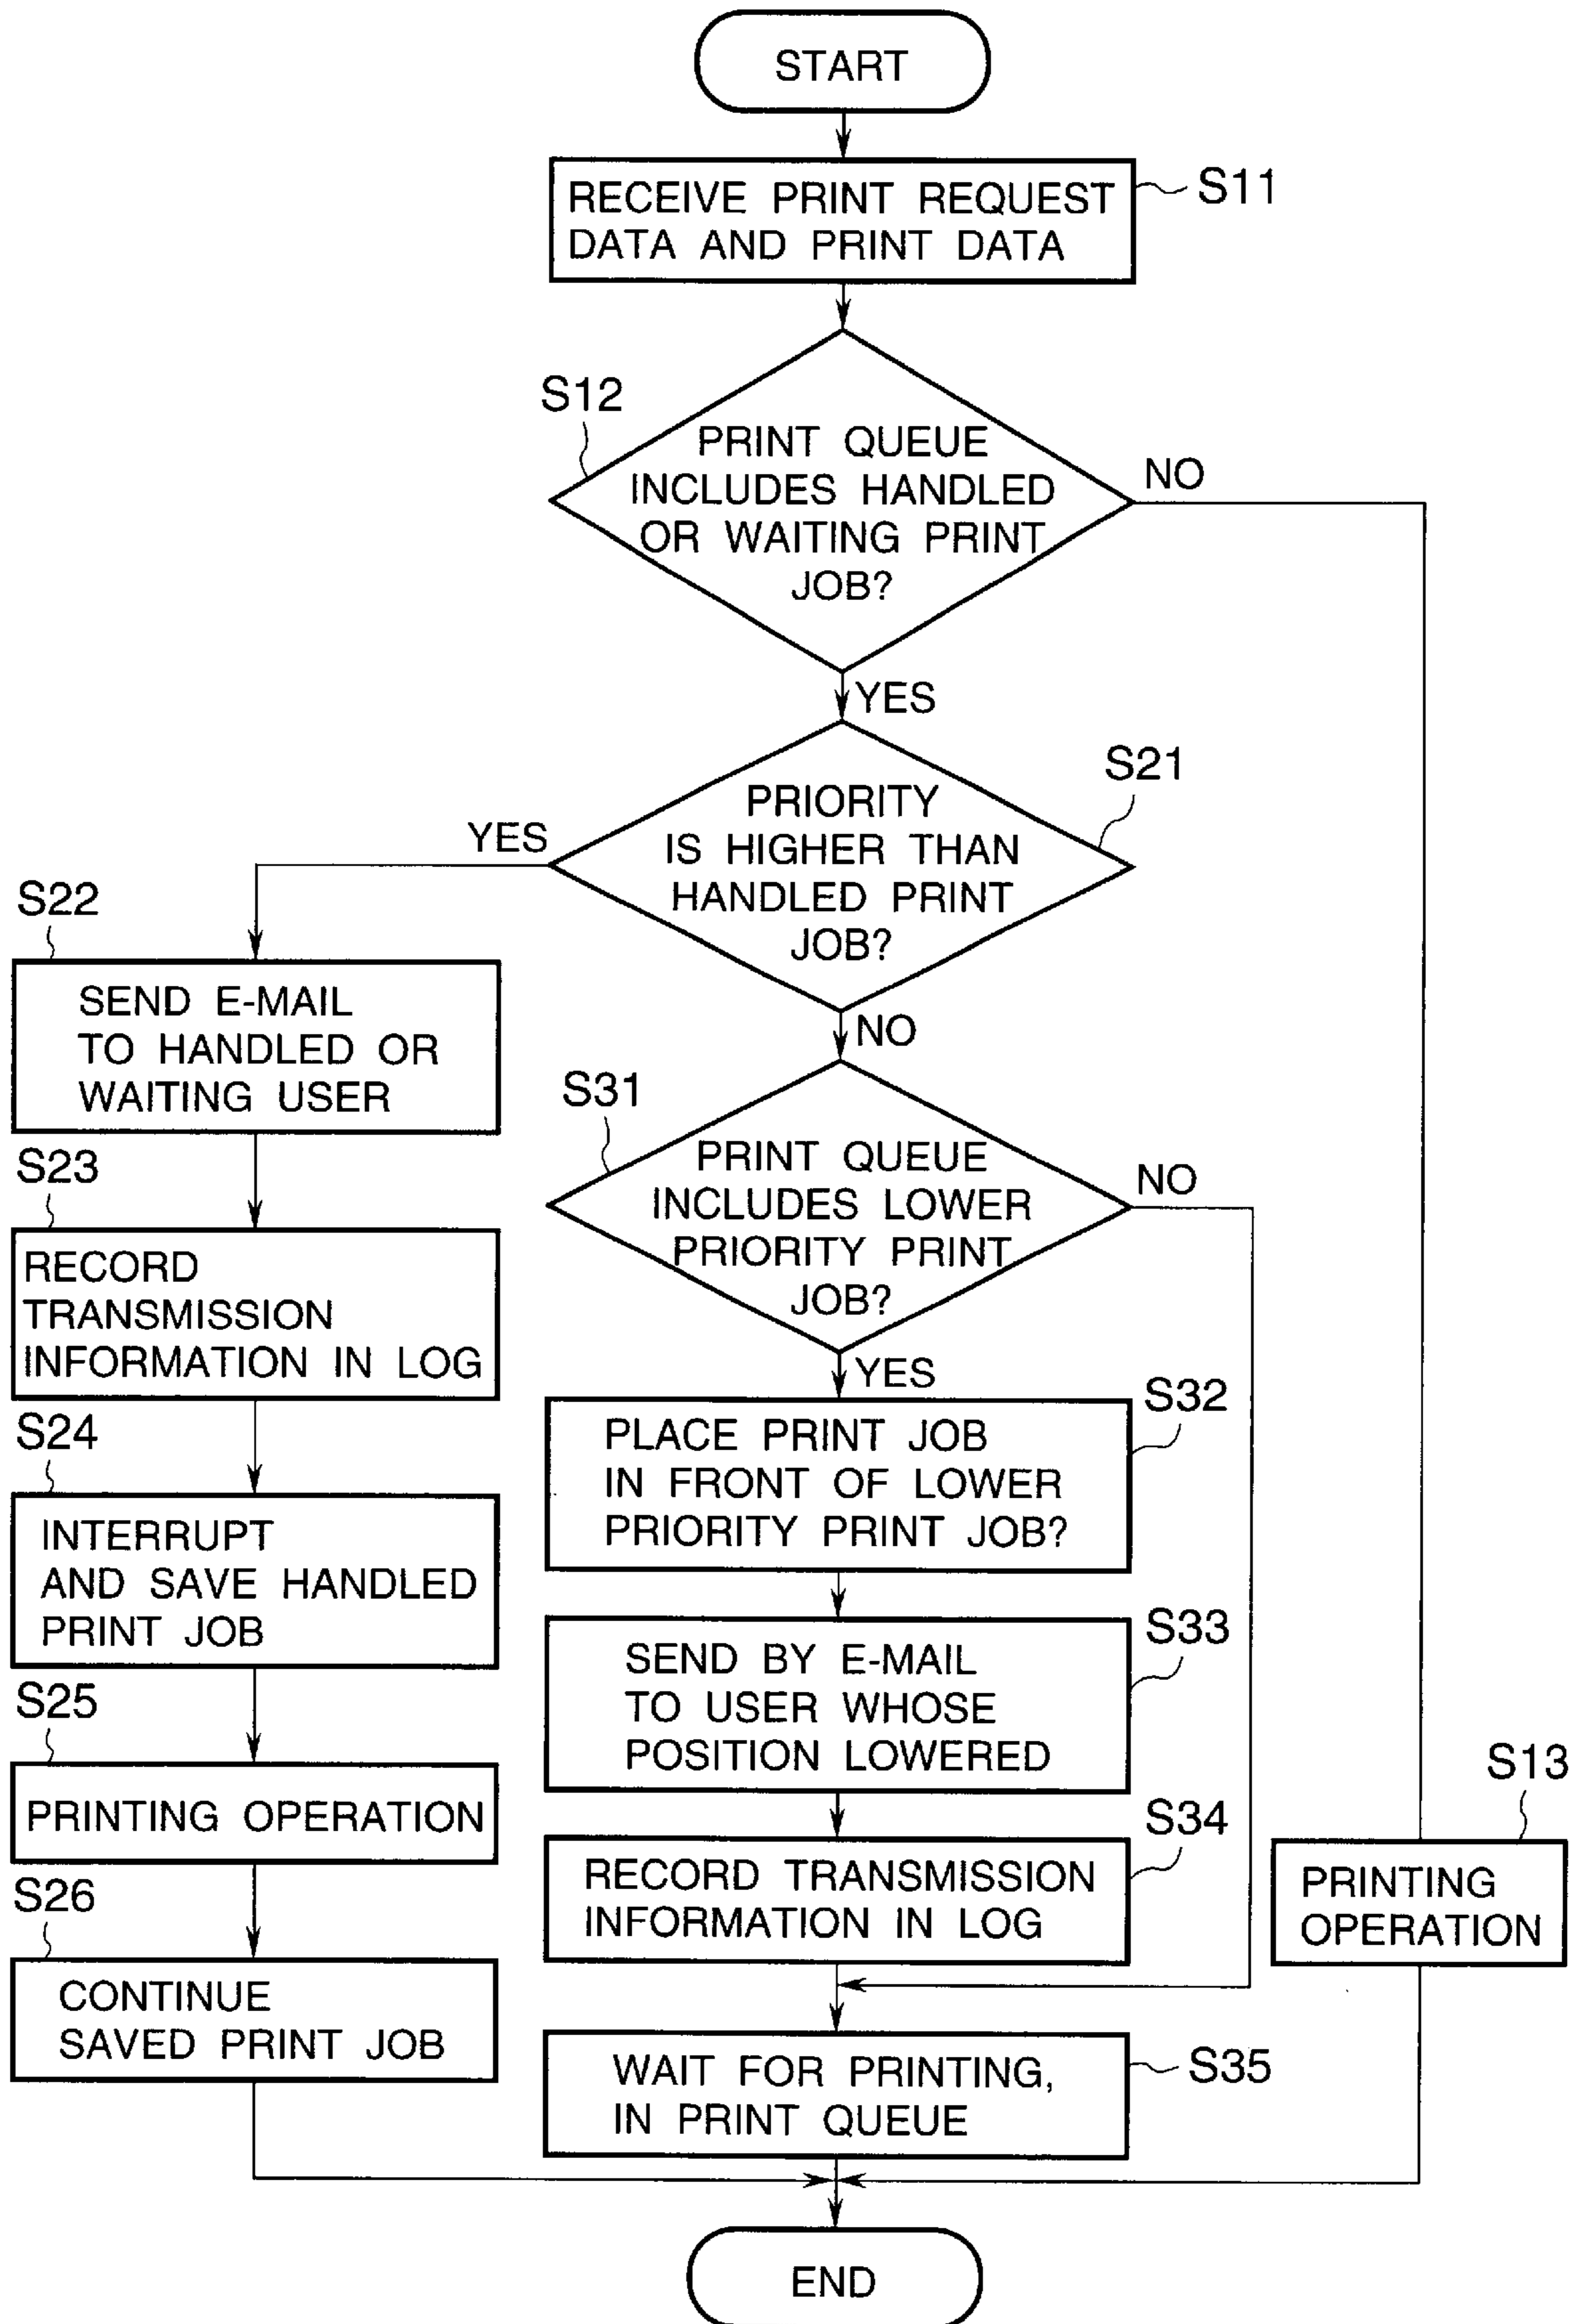 START
RECEIVE PRINT REQUEST
DATA AND PRINT DATA
S11
S12
PRINT QUEUE
INCLUDES HANDLED
OR WAITING PRINT
JOB?
NO
YES
S21
PRIORITY
IS HIGHER THAN
HANDLED PRINT
JOB?
YES
NO
S22
SEND E-MAIL
TO HANDLED OR
WAITING USER
S23
RECORD
TRANSMISSION
INFORMATION IN LOG
S24
INTERRUPT
AND SAVE HANDLED
PRINT JOB
S25
PRINTING OPERATION
S26
CONTINUE
SAVED PRINT JOB
S31
PRINT QUEUE
INCLUDES LOWER
PRIORITY PRINT
JOB?
NO
YES
S32
PLACE PRINT JOB
IN FRONT OF LOWER
PRIORITY PRINT JOB?
S33
SEND BY E-MAIL
TO USER WHOSE
POSITION LOWERED
S34
RECORD TRANSMISSION
INFORMATION IN LOG
S13
PRINTING
OPERATION
WAIT FOR PRINTING,
IN PRINT QUEUE
S35
END